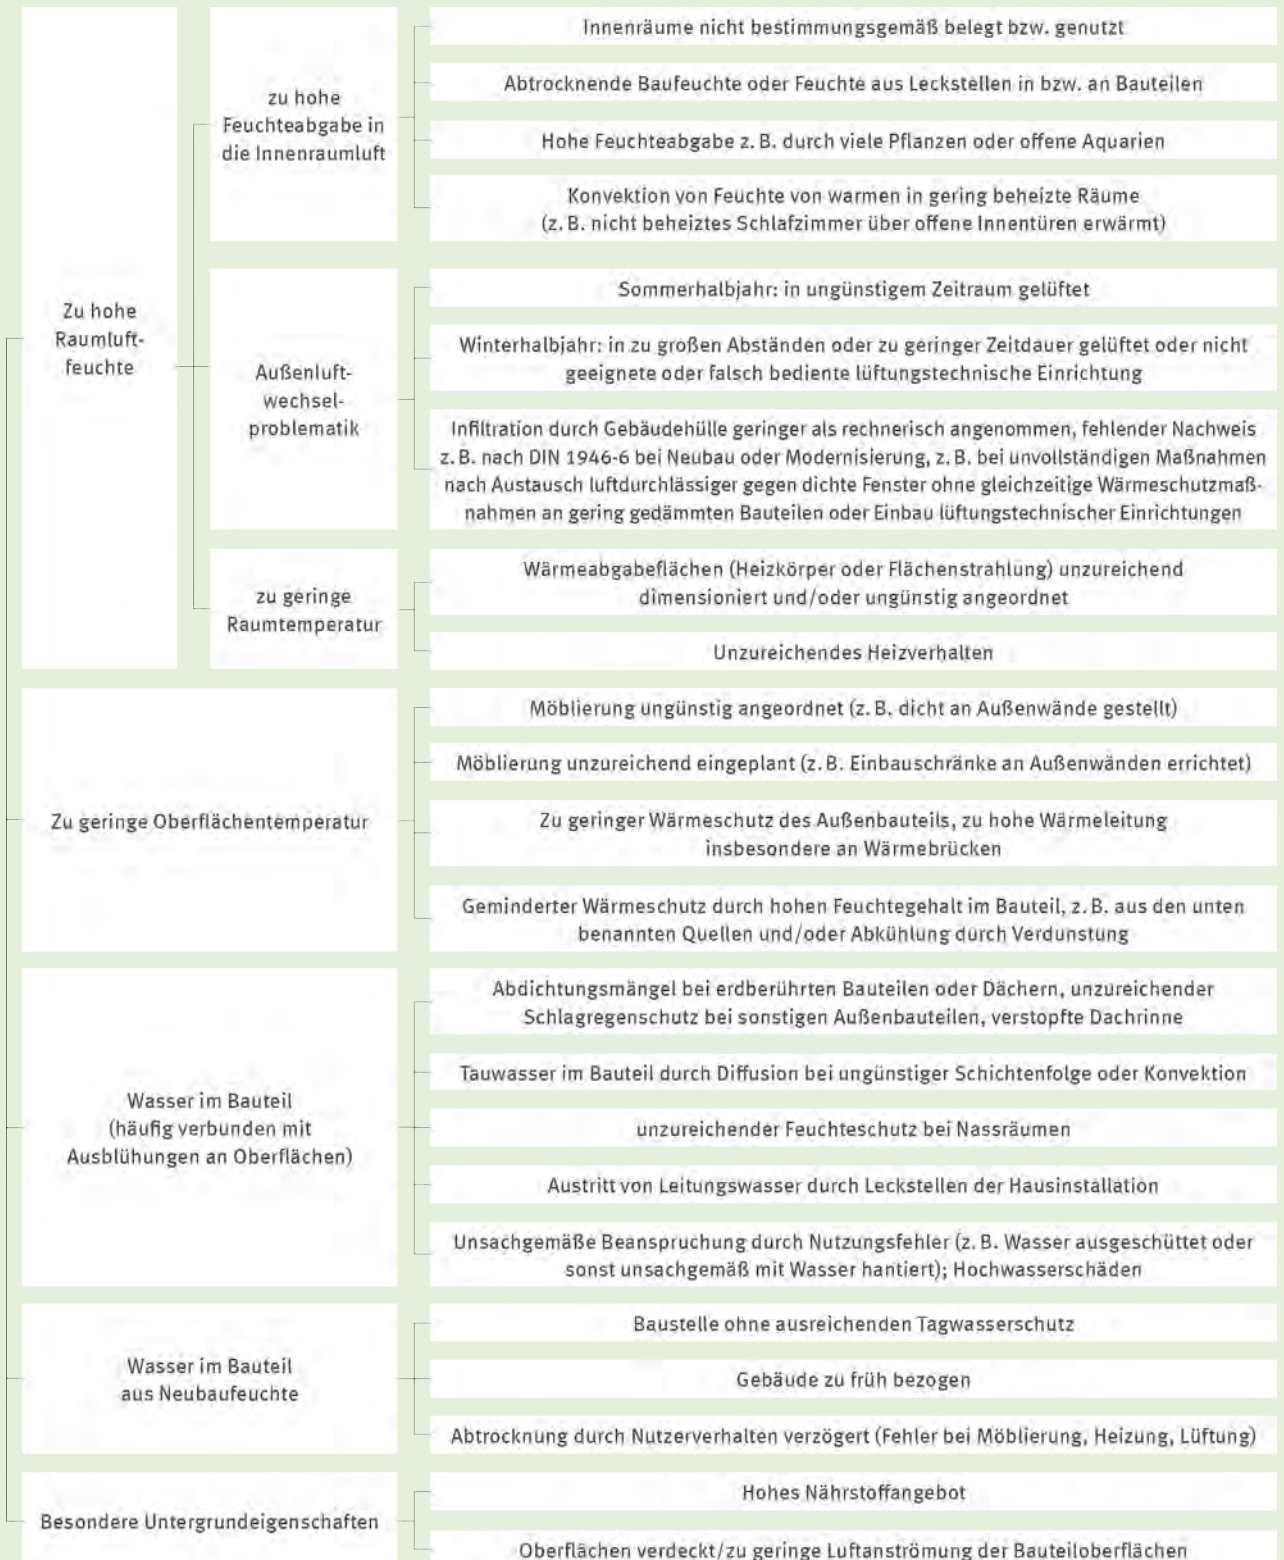 Zu hohe
Raumluft-
feuchte
zu hohe
Feuchteabgabe in
die Innenraumluft
Innenräume nicht bestimmungsgemäß belegt bzw. genutzt
Abtrocknende Baufeuchte oder Feuchte aus Leckstellen in bzw. an Bauteilen
Hohe Feuchteabgabe z. B. durch viele Pflanzen oder offene Aquarien
Konvektion von Feuchte von warmen in gering beheizte Räume
(z. B. nicht beheiztes Schlafzimmer über offene Innentüren erwärmt)
Außenluft-
wechsel-
problematik
Sommerhalbjahr: in ungünstigem Zeitraum gelüftet
Winterhalbjahr: in zu großen Abständen oder zu geringer Zeitdauer gelüftet oder nicht
geeignete oder falsch bediente lüftungstechnische Einrichtung
Infiltration durch Gebäudehülle geringer als rechnerisch angenommen, fehlender Nachweis
z. B. nach DIN 1946-6 bei Neubau oder Modernisierung, z. B. bei unvollständigen Maßnahmen
nach Austausch luftdurchlässiger gegen dichte Fenster ohne gleichzeitige Wärmeschutzmaß-
nahmen an gering gedämmten Bauteilen oder Einbau lüftungstechnischer Einrichtungen
zu geringe
Raumtemperatur
Wärmeabgabeflächen (Heizkörper oder Flächenstrahlung) unzureichend
dimensioniert und/oder ungünstig angeordnet
Unzureichendes Heizverhalten
Zu geringe Oberflächentemperatur
Möblierung ungünstig angeordnet (z. B. dicht an Außenwände gestellt)
Möblierung unzureichend eingeplant (z. B. Einbauschränke an Außenwänden errichtet)
Zu geringer Wärmeschutz des Außenbauteils, zu hohe Wärmeleitung
insbesondere an Wärmebrücken
Geminderter Wärmeschutz durch hohen Feuchtegehalt im Bauteil, z. B. aus den unten
benannten Quellen und/oder Abkühlung durch Verdunstung
Wasser im Bauteil
(häufig verbunden mit
Ausblühungen an Oberflächen)
Abdichtungsmängel bei erdberührten Bauteilen oder Dächern, unzureichender
Schlagregenschutz bei sonstigen Außenbauteilen, verstopfte Dachrinne
Tauwasser im Bauteil durch Diffusion bei ungünstiger Schichtenfolge oder Konvektion
unzureichender Feuchteschutz bei Nassräumen
Austritt von Leitungswasser durch Leckstellen der Hausinstallation
Unsachgemäße Beanspruchung durch Nutzungsfehler (z. B. Wasser ausgeschüttet oder
sonst unsachgemäß mit Wasser hantiert); Hochwasserschäden
Wasser im Bauteil
aus Neubaufeuchte
Baustelle ohne ausreichenden Tagwasserschutz
Gebäude zu früh bezogen
Abtrocknung durch Nutzerverhalten verzögert (Fehler bei Möblierung, Heizung, Lüftung)
Besondere Untergrundeigenschaften
Hohes Nährstoffangebot
Oberflächen verdeckt/zu geringe Luftanströmung der Bauteiloberflächen